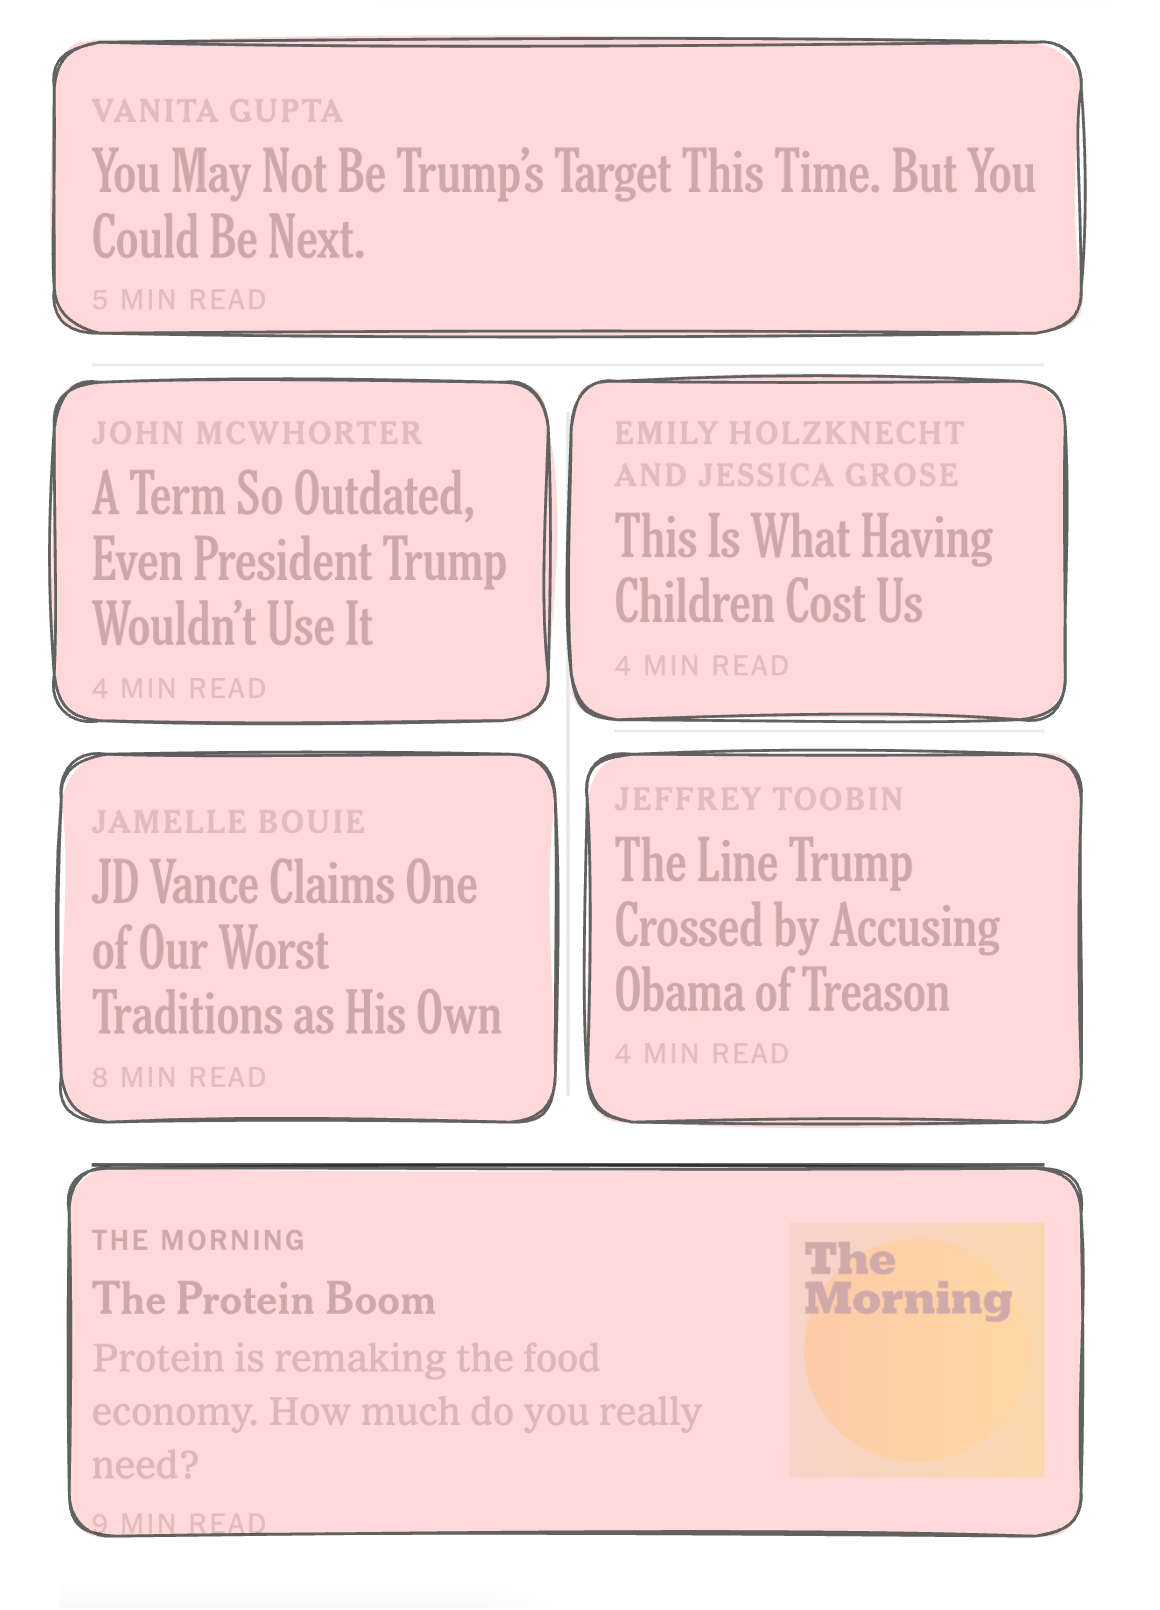 VANITA GUPTA
You May Not Be Trump’s Target This Time. But You
Could Be Next.
5 MIN READ
JOHN MCWHORTER
A Term So Outdated,
Even President Trump
Wouldn’t Use It
4 MIN READ
EMILY HOLZKNECHT
AND JESSICA GROSE
This Is What Having
Children Cost Us
4 MIN READ
JAMELLE BOUIE
JD Vance Claims One
of Our Worst
Traditions as His Own
8 MIN READ
JEFFREY TOOBIN
The Line Trump
Crossed by Accusing
Obama of Treason
4 MIN READ
THE MORNING
The Protein Boom
Protein is remaking the food
economy. How much do you really
need?
9 MIN READ
The
Morning